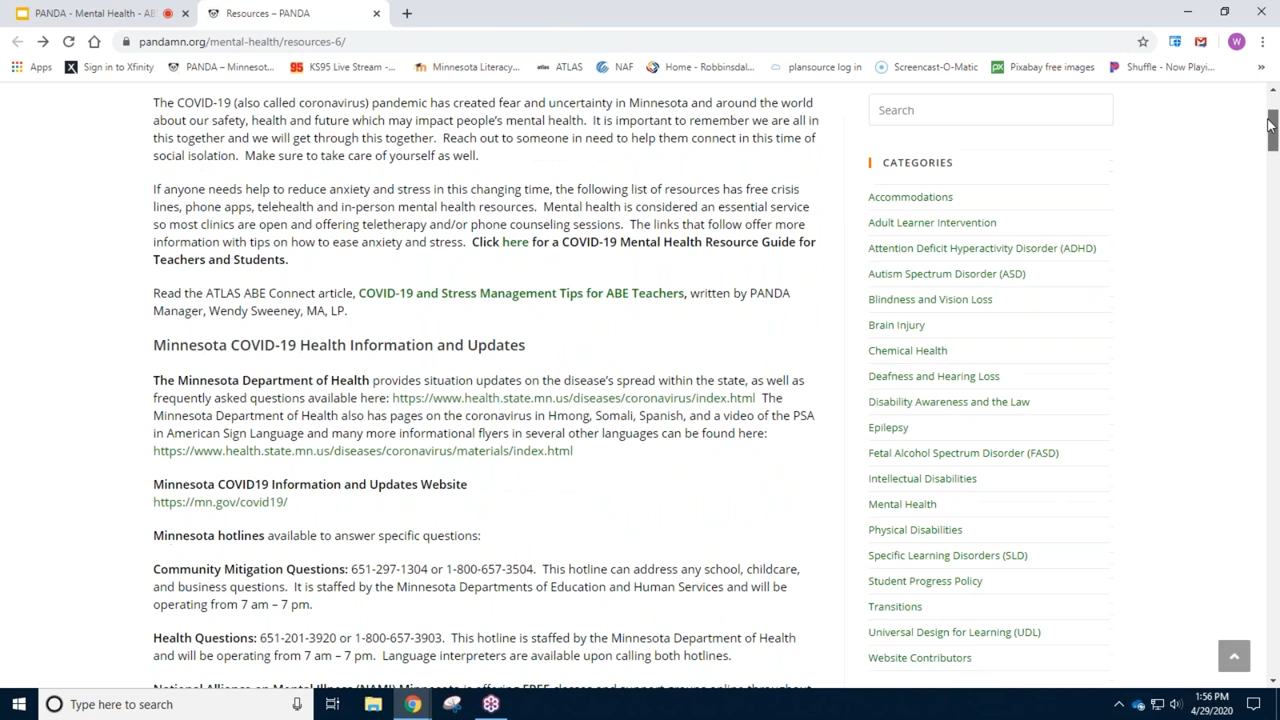 PANDA - Mental Health - AB
Resources – PANDA
pandamn.org/mental-health/resources-6/
W
Apps
Sign in to Xfinity
PANDA – Minnesot...
KS95 Live Stream -...
Minnesota Literacy...
ATLAS
NAF
Home - Robbinsdal...
plansource log in
Screencast-O-Matic
Pixabay free images
Shuffle - Now Playi...
The COVID-19 (also called coronavirus) pandemic has created fear and uncertainty in Minnesota and around the world
about our safety, health and future which may impact people's mental health. It is important to remember we are all in
this together and we will get through this together. Reach out to someone in need to help them connect in this time of
social isolation. Make sure to take care of yourself as well.
If anyone needs help to reduce anxiety and stress in this changing time, the following list of resources has free crisis
lines, phone apps, telehealth and in-person mental health resources. Mental health is considered an essential service
so most clinics are open and offering teletherapy and/or phone counseling sessions. The links that follow offer more
information with tips on how to ease anxiety and stress. Click here for a COVID-19 Mental Health Resource Guide for
Teachers and Students.
Read the ATLAS ABE Connect article, COVID-19 and Stress Management Tips for ABE Teachers, written by PANDA
Manager, Wendy Sweeney, MA, LP.
Minnesota COVID-19 Health Information and Updates
The Minnesota Department of Health provides situation updates on the disease's spread within the state, as well as
frequently asked questions available here: https://www.health.state.mn.us/diseases/coronavirus/index.html The
Minnesota Department of Health also has pages on the coronavirus in Hmong, Somali, Spanish, and a video of the PSA
in American Sign Language and many more informational flyers in several other languages can be found here:
https://www.health.state.mn.us/diseases/coronavirus/materials/index.html
Minnesota COVID19 Information and Updates Website
https://mn.gov/covid19/
Minnesota hotlines available to answer specific questions:
Community Mitigation Questions: 651-297-1304 or 1-800-657-3504. This hotline can address any school, childcare,
and business questions. It is staffed by the Minnesota Departments of Education and Human Services and will be
operating from 7 am – 7 pm.
Health Questions: 651-201-3920 or 1-800-657-3903. This hotline is staffed by the Minnesota Department of Health
and will be operating from 7 am – 7 pm. Language interpreters are available upon calling both hotlines.
National Alliance on Mental Illness (NAMI) Minnesota is offering FREE classes and support groups online throughout
Search
CATEGORIES
Accommodations
Adult Learner Intervention
Attention Deficit Hyperactivity Disorder (ADHD)
Autism Spectrum Disorder (ASD)
Blindness and Vision Loss
Brain Injury
Chemical Health
Deafness and Hearing Loss
Disability Awareness and the Law
Epilepsy
Fetal Alcohol Spectrum Disorder (FASD)
Intellectual Disabilities
Mental Health
Physical Disabilities
Specific Learning Disorders (SLD)
Student Progress Policy
Transitions
Universal Design for Learning (UDL)
Website Contributors
Type here to search
1:56 PM
4/29/2020